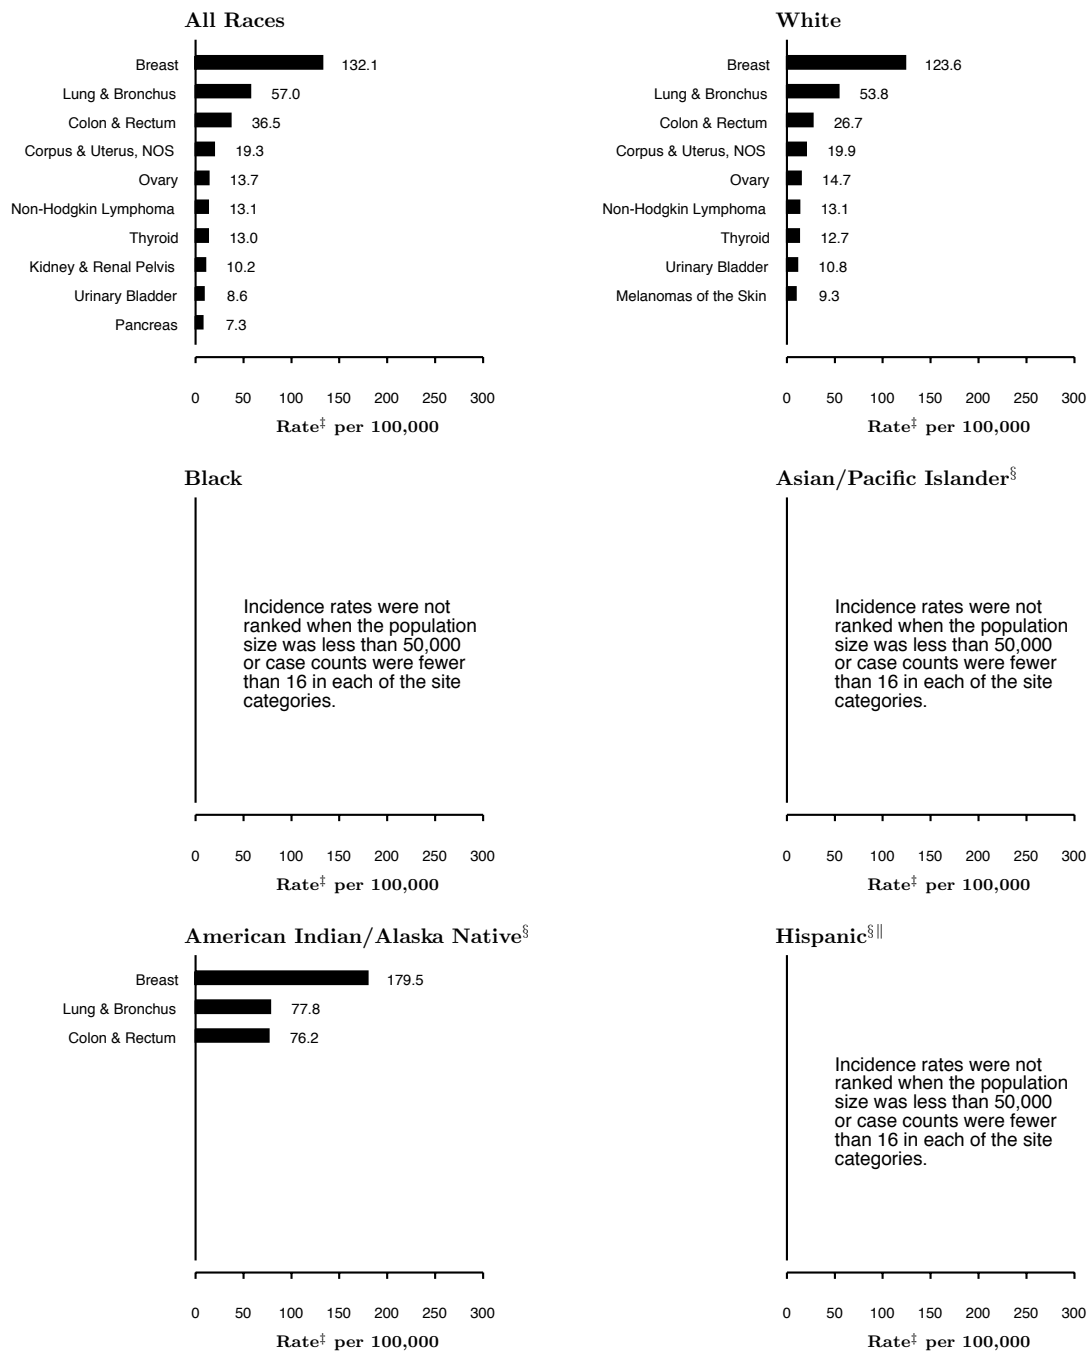 All Races
Breast 132.1
Lung & Bronchus 57.0
Colon & Rectum 36.5
Corpus & Uterus, NOS 19.3
Ovary 13.7
Non-Hodgkin Lymphoma 13.1
Thyroid 13.0
Kidney & Renal Pelvis 10.2
Urinary Bladder 8.6
Pancreas 7.3
0 50 100 150 200 250 300
Rate‡ per 100,000
White
Breast 123.6
Lung & Bronchus 53.8
Colon & Rectum 26.7
Corpus & Uterus, NOS 19.9
Ovary 14.7
Non-Hodgkin Lymphoma 13.1
Thyroid 12.7
Urinary Bladder 10.8
Melanomas of the Skin 9.3
0 50 100 150 200 250 300
Rate‡ per 100,000
Black
Incidence rates were not
ranked when the population
size was less than 50,000
or case counts were fewer
than 16 in each of the site
categories.
0 50 100 150 200 250 300
Rate‡ per 100,000
Asian/Pacific Islander§
Incidence rates were not
ranked when the population
size was less than 50,000
or case counts were fewer
than 16 in each of the site
categories.
0 50 100 150 200 250 300
Rate‡ per 100,000
American Indian/Alaska Native§
Breast 179.5
Lung & Bronchus 77.8
Colon & Rectum 76.2
0 50 100 150 200 250 300
Rate‡ per 100,000
Hispanic§‖
Incidence rates were not
ranked when the population
size was less than 50,000
or case counts were fewer
than 16 in each of the site
categories.
0 50 100 150 200 250 300
Rate‡ per 100,000